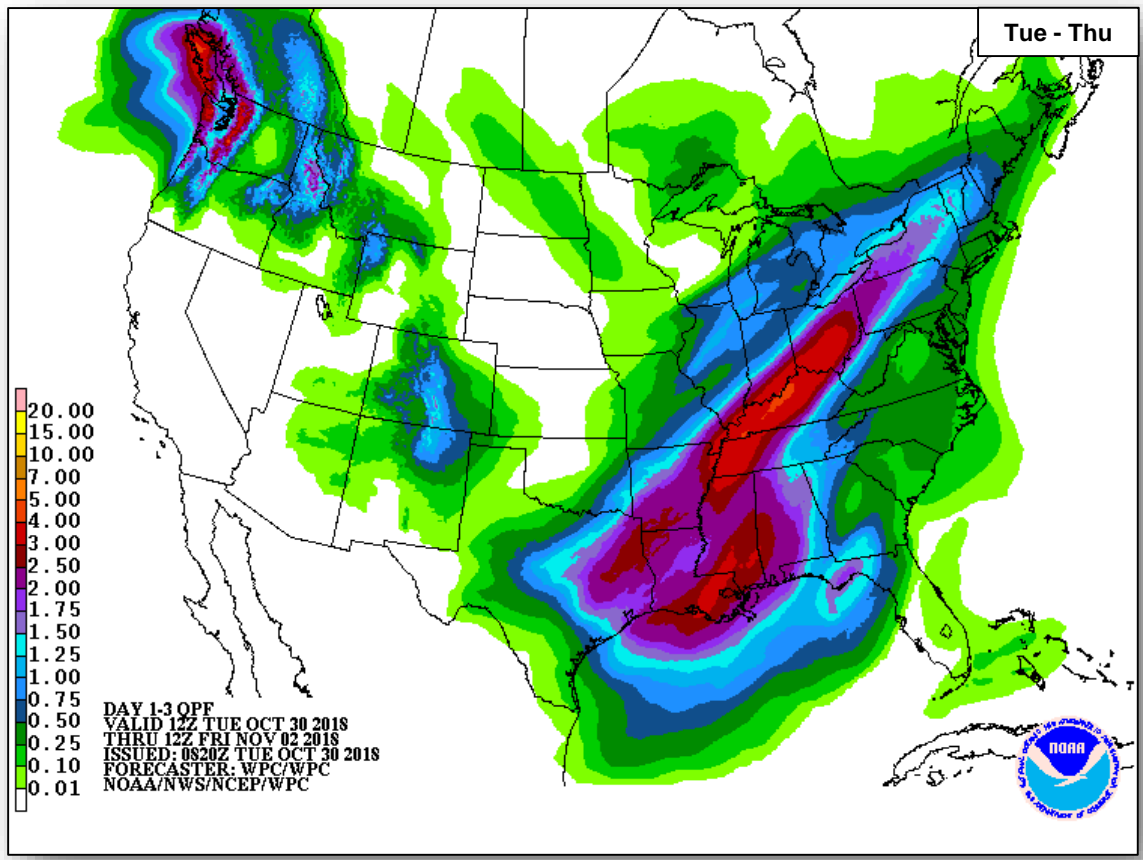 Tue - Thu
20.00
15.00
10.00
7.00
5.00
4.00
3.00
2.50
2.00
1.75
1.50
1.25
1.00
0.75
0.50
0.25
0.10
0.01
DAY 1-3 QPF
VALID 12Z TUE OCT 30 2018
THRU 12Z FRI NOV 02 2018
ISSUED: 0820Z TUE OCT 30 2018
FORECASTER: WPC/WPC
NOAA/NWS/NCEP/WPC
NOAA